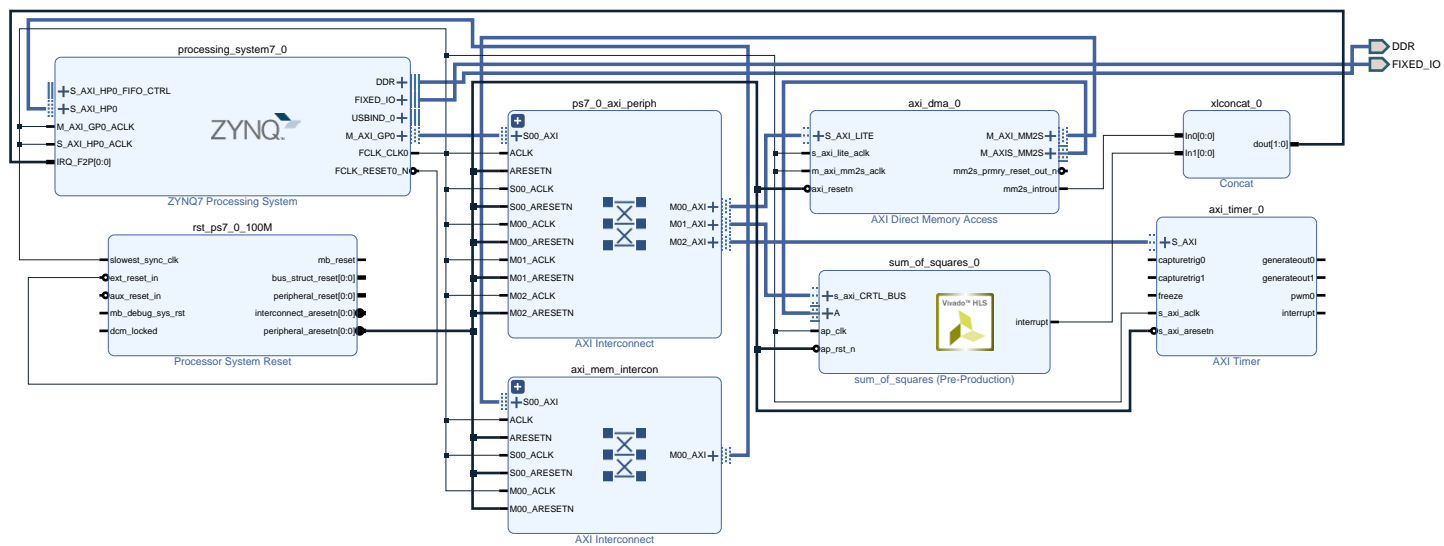 processing_system7_0
S_AXI_HP0_FIFO_CTRL
S_AXI_HP0
M_AXI_GP0_ACLK
S_AXI_HP0_ACLK
IRQ_F2P[0:0]
ZYNQ
DDR
FIXED_IO
USBIND_0
M_AXI_GP0
FCLK_CLK0
FCLK_RESET0_N
ZYNQ7 Processing System
rst_ps7_0_100M
slowest_sync_clk
ext_reset_in
aux_reset_in
mb_debug_sys_rst
dcm_locked
mb_reset
bus_struct_reset[0:0]
peripheral_reset[0:0]
interconnect_aresetn[0:0]
peripheral_aresetn[0:0]
Processor System Reset
ps7_0_axi_periph
S00_AXI
ACLK
ARESETN
S00_ACLK
S00_ARESETN
M00_ACLK
M00_ARESETN
M01_ACLK
M01_ARESETN
M02_ACLK
M02_ARESETN
M00_AXI
M01_AXI
M02_AXI
AXI Interconnect
axi_mem_intercon
S00_AXI
ACLK
ARESETN
S00_ACLK
S00_ARESETN
M00_ACLK
M00_ARESETN
M00_AXI
AXI Interconnect
axi_dma_0
S_AXI_LITE
s_axi_lite_aclk
m_axi_mm2s_aclk
axi_resetn
M_AXI_MM2S
M_AXIS_MM2S
mm2s_prmry_reset_out_n
mm2s_introut
AXI Direct Memory Access
sum_of_squares_0
s_axi_CRTL_BUS
A
ap_clk
ap_rst_n
Vivado™ HLS
interrupt
sum_of_squares (Pre-Production)
xlconcat_0
In0[0:0]
In1[0:0]
dout[1:0]
Concat
axi_timer_0
S_AXI
capturetrig0
capturetrig1
freeze
s_axi_aclk
s_axi_aresetn
generateout0
generateout1
pwm0
interrupt
AXI Timer
DDR
FIXED_IO